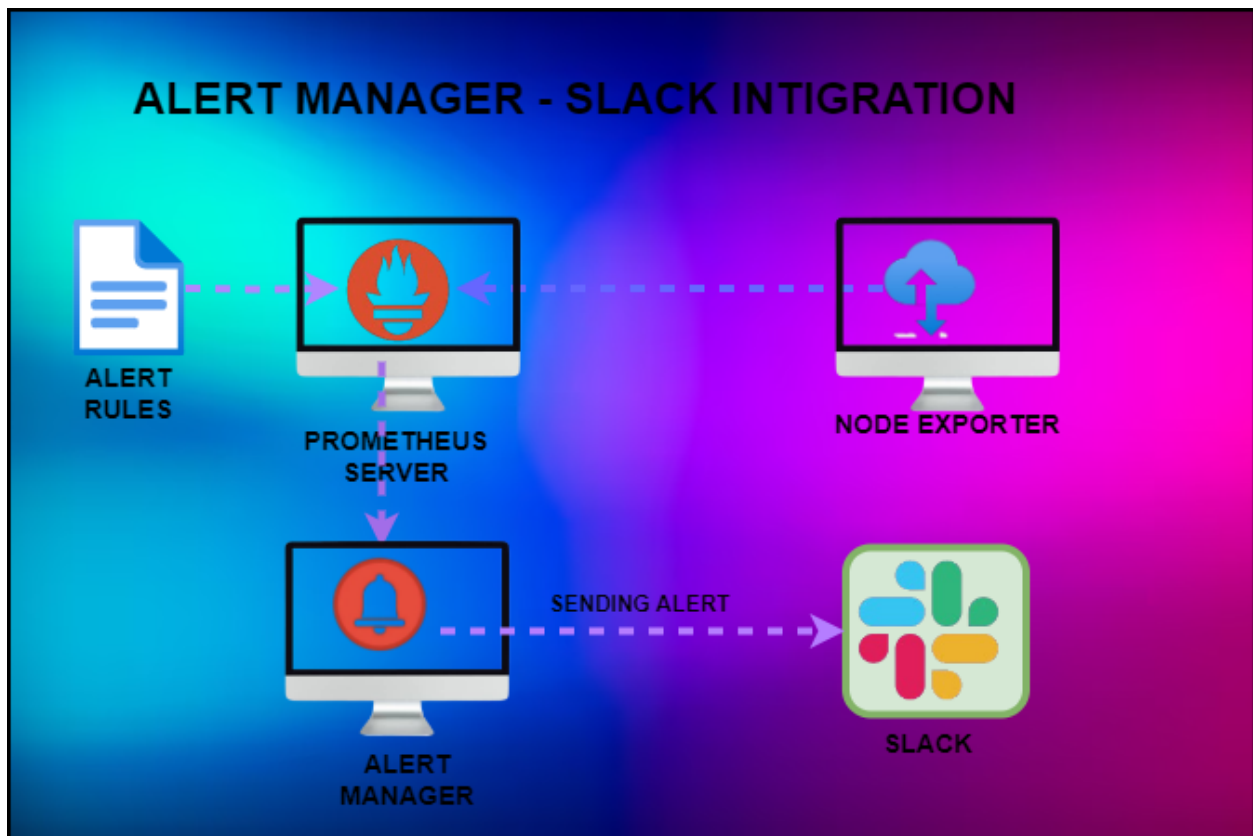 ALERT MANAGER - SLACK INTIGRATION
ALERT
RULES
PROMETHEUS
SERVER
NODE EXPORTER
SENDING ALERT
ALERT
MANAGER
SLACK